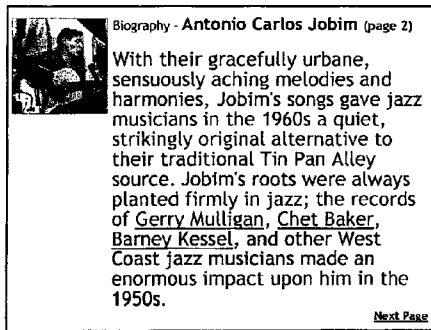 Biography - Antonio Carlos Jobim (page 2)
With their gracefully urbane,
sensuously aching melodies and
harmonies, Jobim's songs gave jazz
musicians in the 1960s a quiet,
strikingly original alternative to
their traditional Tin Pan Alley
source. Jobim's roots were always
planted firmly in jazz; the records
of Gerry Mulligan, Chet Baker,
Barney Kessel, and other West
Coast jazz musicians made an
enormous impact upon him in the
1950s.
Next Page